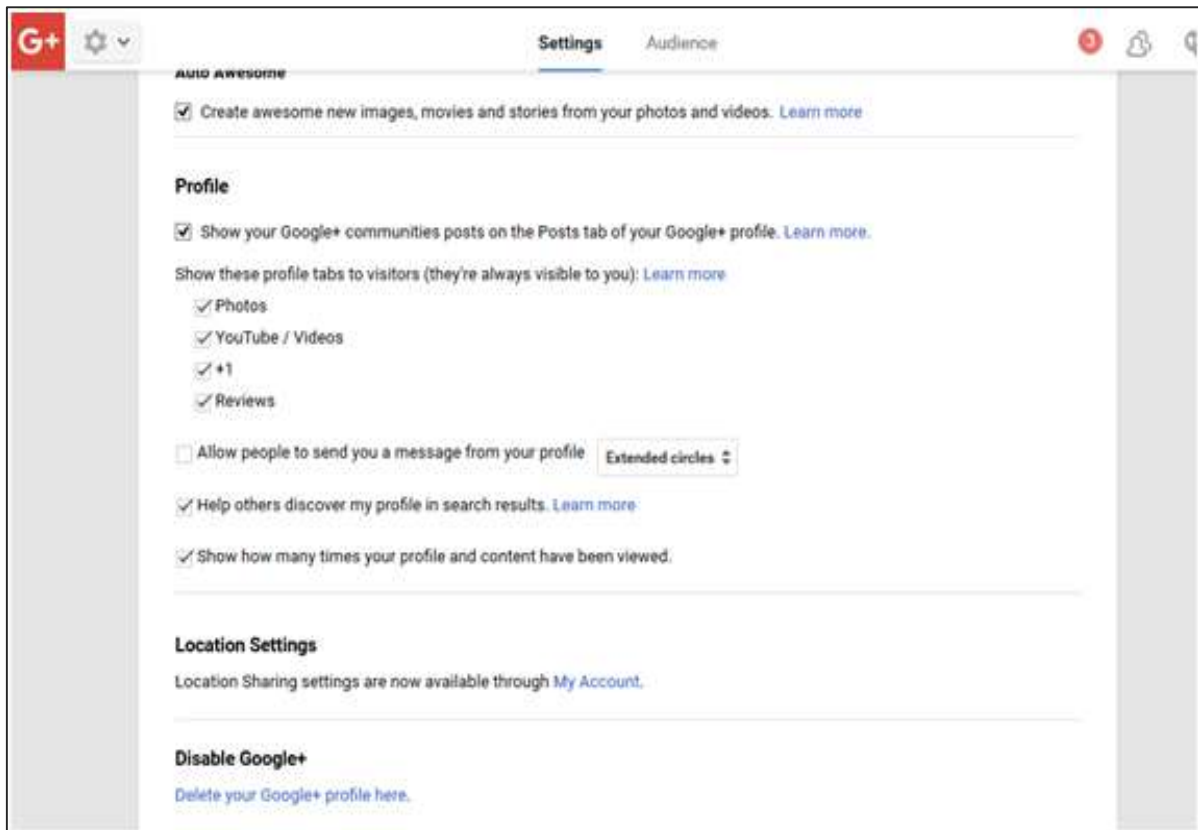 G+
Settings Audience
3
Auto Awesome
Create awesome new images, movies and stories from your photos and videos. Learn more
Profile
Show your Google+ communities posts on the Posts tab of your Google+ profile. Learn more.
Show these profile tabs to visitors (they're always visible to you): Learn more
Photos
YouTube / Videos
+1
Reviews
Allow people to send you a message from your profile Extended circles
Help others discover my profile in search results. Learn more
Show how many times your profile and content have been viewed.
Location Settings
Location Sharing settings are now available through My Account.
Disable Google+
Delete your Google+ profile here.